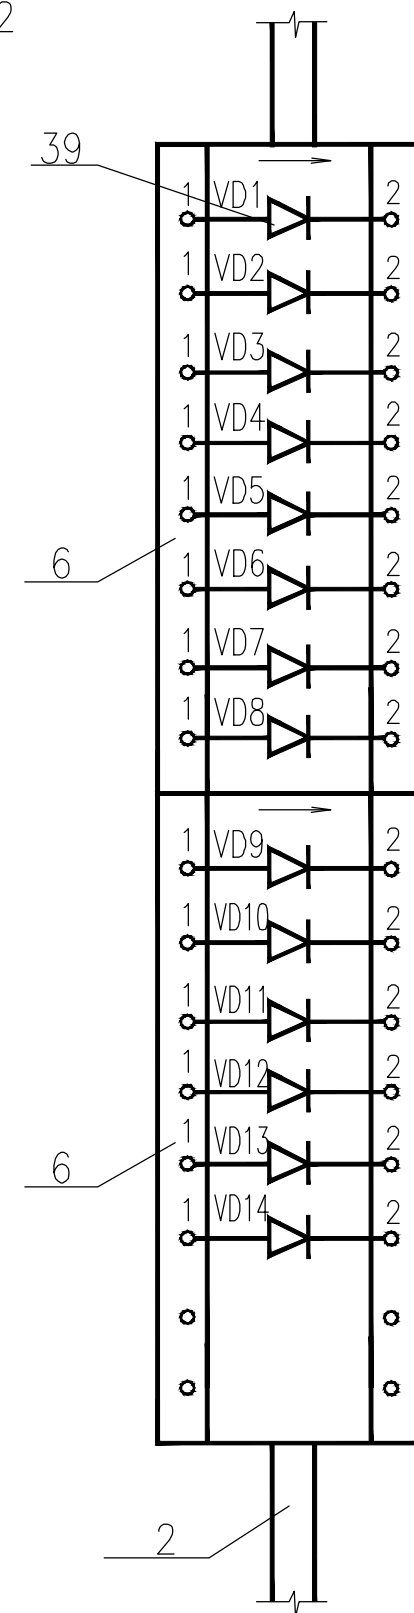 2
39
1 VD1 2
1 VD2 2
1 VD3 2
1 VD4 2
1 VD5 2
6
1 VD6 2
1 VD7 2
1 VD8 2
1 VD9 2
1 VD10 2
1 VD11 2
1 VD12 2
1 VD13 2
6
1 VD14 2
2